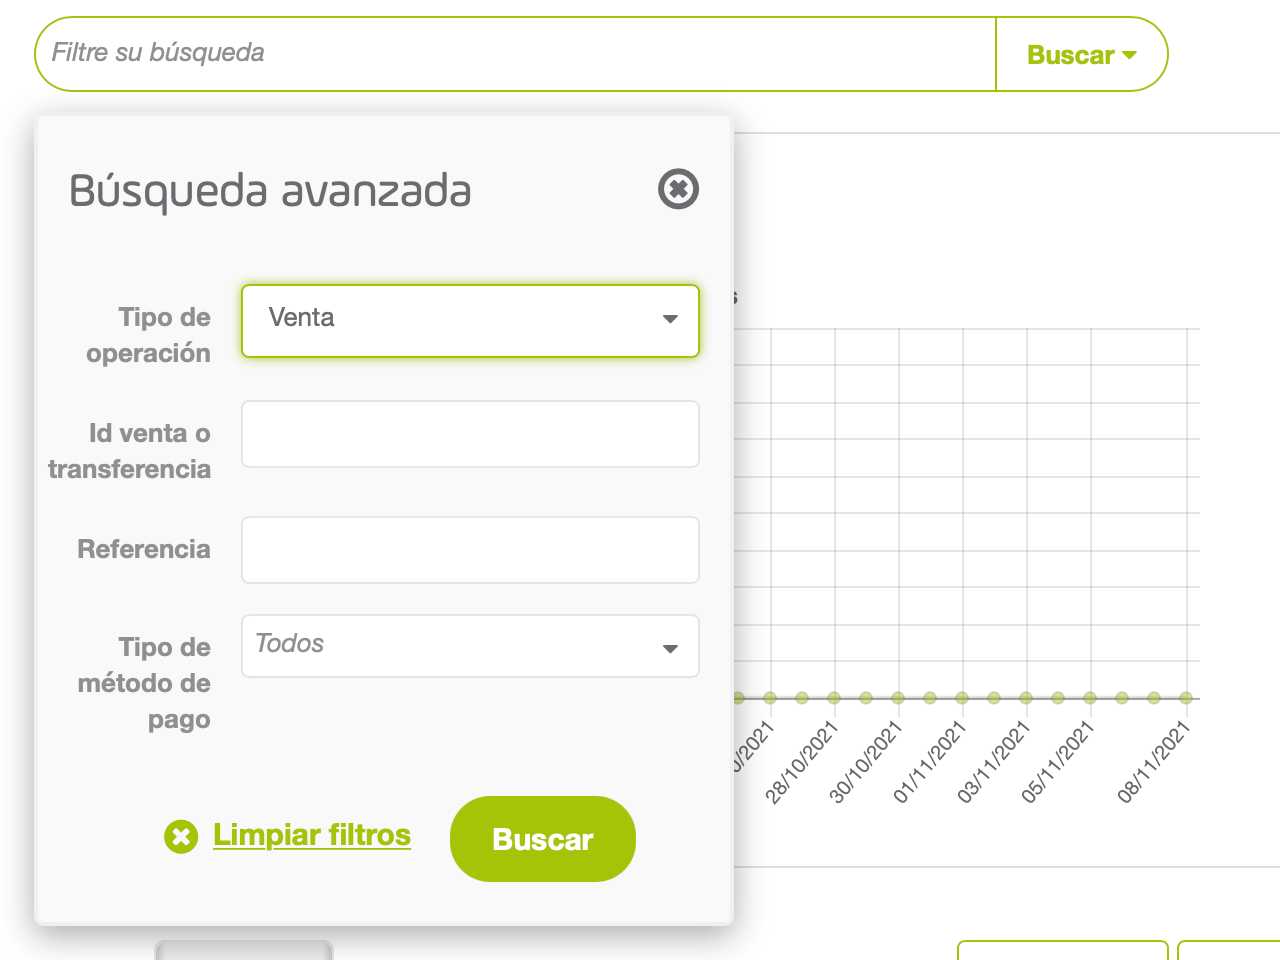 Filtre su búsqueda
Buscar
Búsqueda avanzada
Tipo de
operación
Venta
Id venta o
transferencia
Referencia
Tipo de
método de
pago
Todos
Limpiar filtros
Buscar
28/10/2021
30/10/2021
01/11/2021
03/11/2021
05/11/2021
08/11/2021